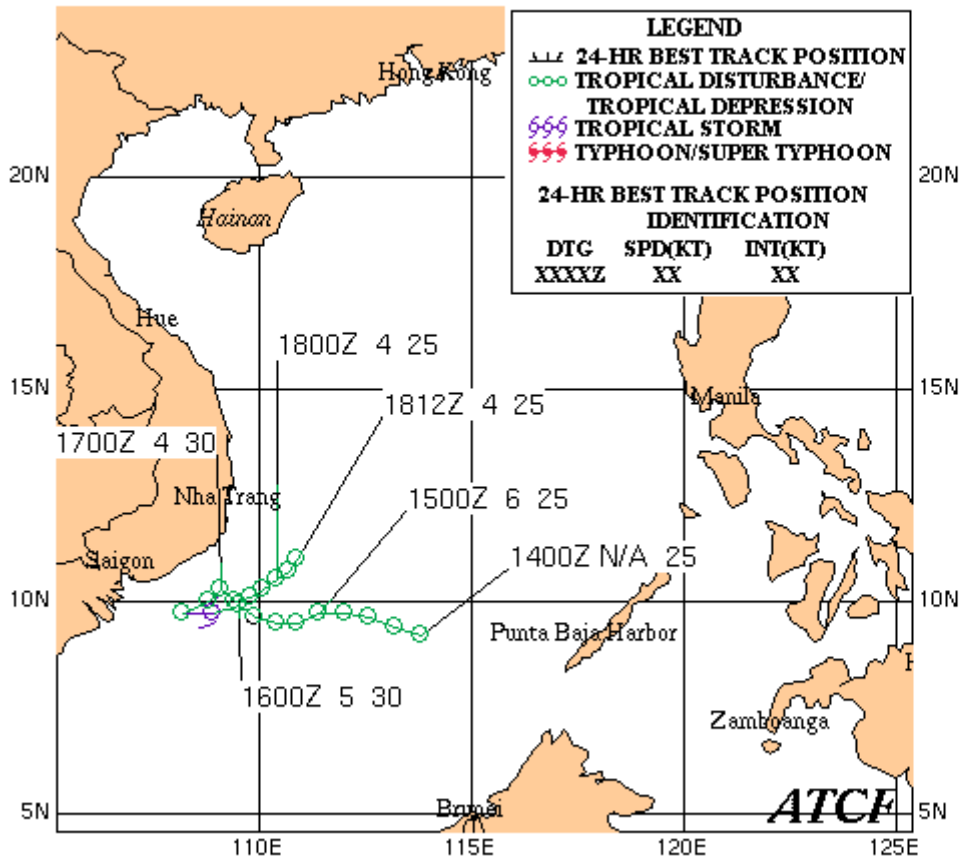 LEGEND
24-HR BEST TRACK POSITION
TROPICAL DISTURBANCE/
TROPICAL DEPRESSION
TROPICAL STORM
TYPHOON/SUPER TYPHOON
24-HR BEST TRACK POSITION
IDENTIFICATION
DTG SPD(KT) INT(KT)
XXXXZ XX XX
Hong Kong
20N 20N
Hainan
Hue
1800Z 4 25
15N 15N
Manila
1812Z 4 25
1700Z 4 30
Nha Trang
1500Z 6 25
Saigon
1400Z N/A 25
10N 10N
Punta Baja Harbor
1600Z 5 30
Zamboanga
Brunei
ATCF
5N 5N
110E 115E 120E 125E